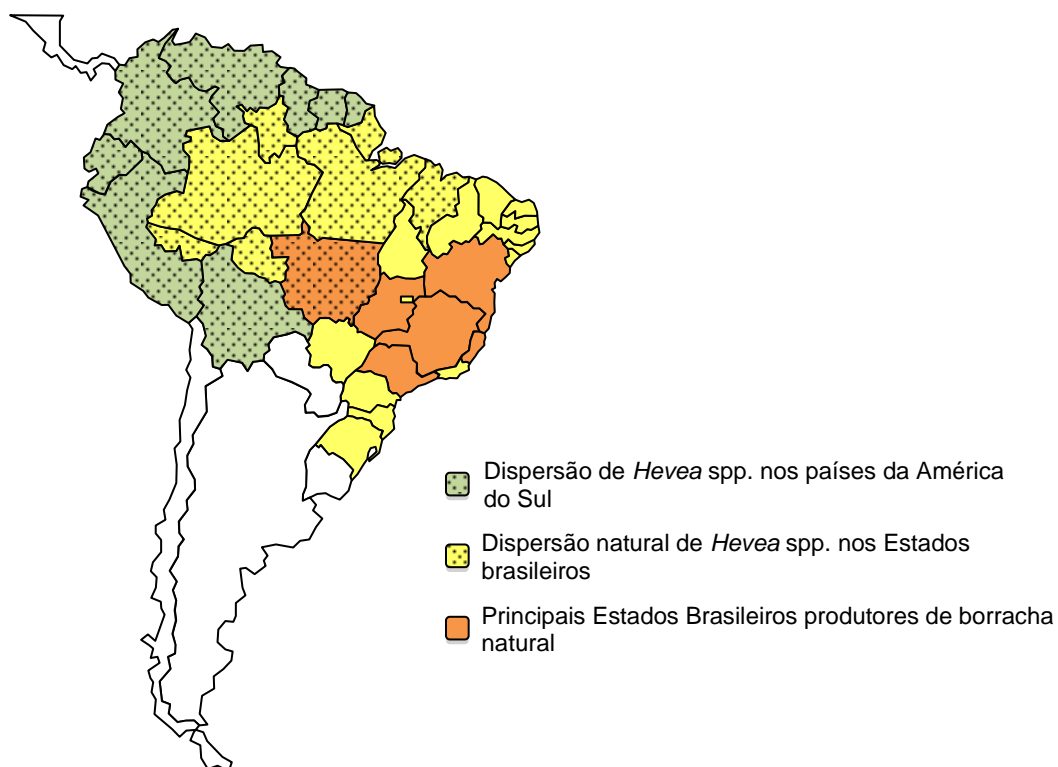 Dispersão de Hevea spp. nos países da América
do Sul
Dispersão natural de Hevea spp. nos Estados
brasileiros
Principais Estados Brasileiros produtores de borracha
natural